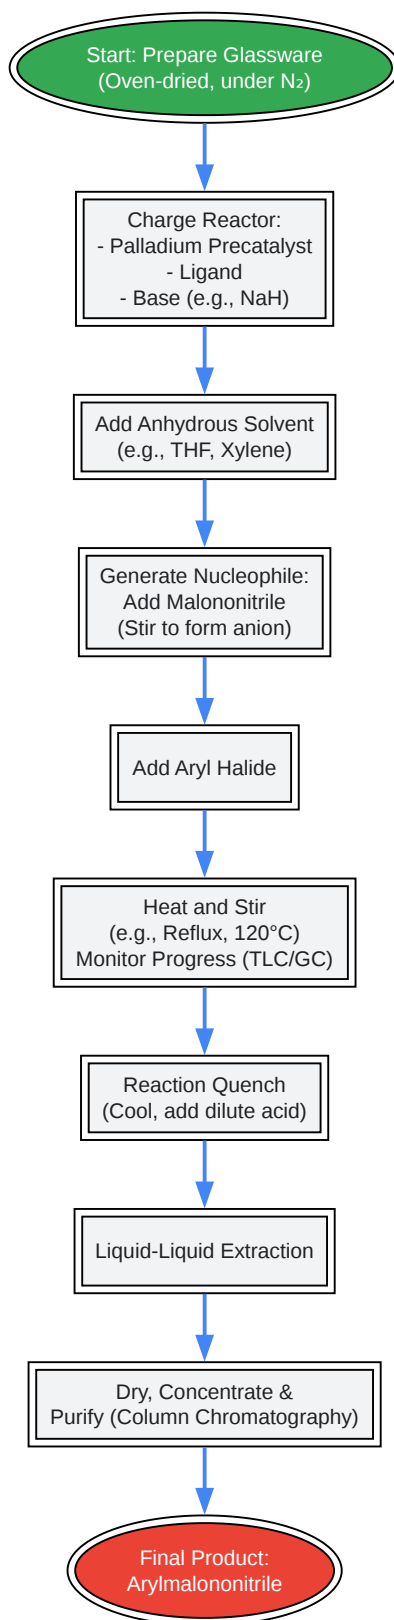 Start: Prepare Glassware
(Oven-dried, under N₂)
Charge Reactor:
- Palladium Precatalyst
- Ligand
- Base (e.g., NaH)
Add Anhydrous Solvent
(e.g., THF, Xylene)
Generate Nucleophile:
Add Malononitrile
(Stir to form anion)
Add Aryl Halide
Heat and Stir
(e.g., Reflux, 120°C)
Monitor Progress (TLC/GC)
Reaction Quench
(Cool, add dilute acid)
Liquid-Liquid Extraction
Dry, Concentrate &
Purify (Column Chromatography)
Final Product:
Arylmalononitrile